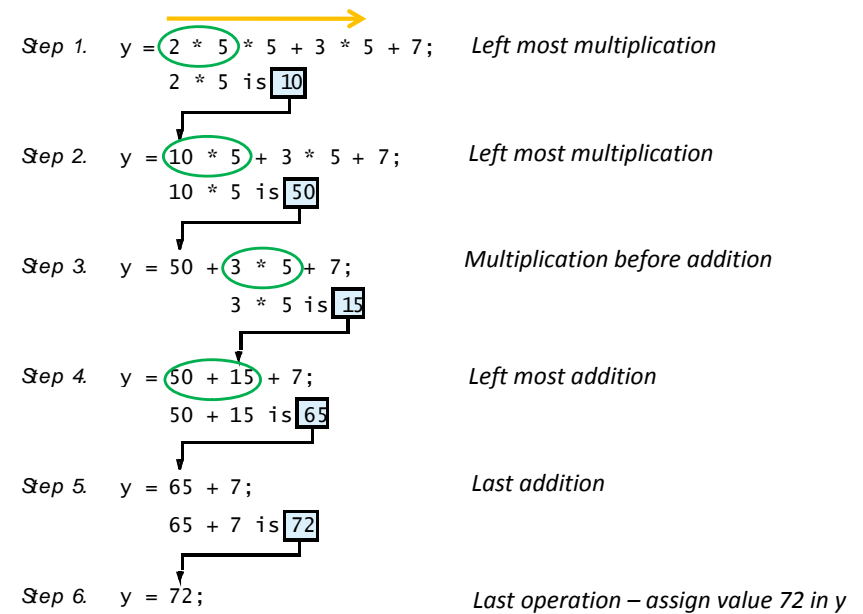 Step 1. y = 2 * 5 * 5 + 3 * 5 + 7; Left most multiplication
2 * 5 is 10
Step 2. y = 10 * 5 + 3 * 5 + 7; Left most multiplication
10 * 5 is 50
Step 3. y = 50 + 3 * 5 + 7; Multiplication before addition
3 * 5 is 15
Step 4. y = 50 + 15 + 7; Left most addition
50 + 15 is 65
Step 5. y = 65 + 7; Last addition
65 + 7 is 72
Step 6. y = 72; Last operation – assign value 72 in y